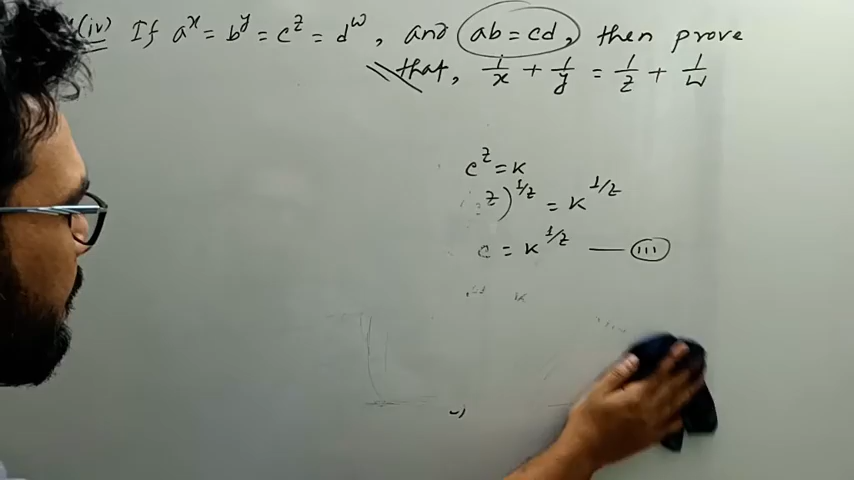 (iv) If a^x = b^y = c^z = d^w, and ab = cd, then prove
that, 1/x + 1/y = 1/z + 1/w
c^z = K
z)^1/z = K^1/z
c = K^1/z — (iii)
K